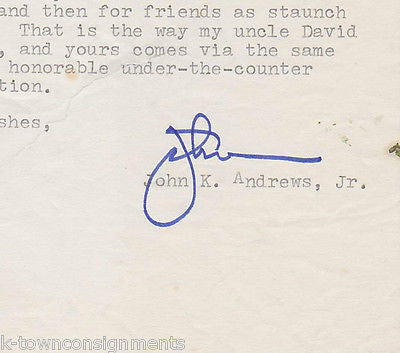 and then for friends as staunch
That is the way my uncle David
, and yours comes via the same
honorable under-the-counter
tion.
shes,
John
John K. Andrews, Jr.
k-townconsignments